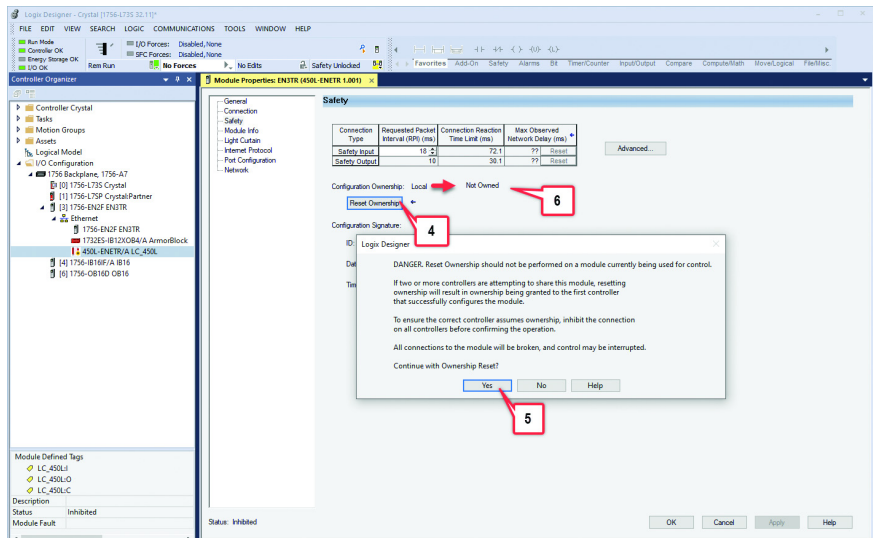 Logix Designer - Crystal [1756-L73S 32.11]*
FILE EDIT VIEW SEARCH LOGIC COMMUNICATIONS TOOLS WINDOW HELP
Run Mode
Controller OK
Energy Storage OK
I/O OK
I/O Forces: Disabled, None
SFC Forces: Disabled, None
Rem Run No Forces No Edits Safety Unlocked
Favorites Add-On Safety Alarms Bit Timer/Counter Input/Output Compare Compute/Math Move/Logical File/Misc.
Controller Organizer
Controller Crystal
Tasks
Motion Groups
Assets
Logical Model
I/O Configuration
1756 Backplane, 1756-A7
[0] 1756-L73S Crystal
[1] 1756-L7SP Crystal:Partner
[3] 1756-EN2F EN3TR
Ethernet
1756-EN2F EN3TR
1732ES-IB12XOB4/A ArmorBlock
450L-ENETR/A LC_450L
[4] 1756-IB16IF/A IB16
[6] 1756-OB16D OB16
Module Defined Tags
LC_450L:I
LC_450L:O
LC_450L:C
Description
Status Inhibited
Module Fault
Module Properties: EN3TR (450L-ENETR 1.001) ×
General
Connection
Safety
Module Info
Light Curtain
Internet Protocol
Port Configuration
Network
Safety
Connection Type Requested Packet Interval (RPI) (ms) Connection Reaction Time Limit (ms) Max Observed Network Delay (ms)
Safety Input 18 72.1 ?? Reset
Safety Output 10 30.1 ?? Reset
Advanced...
Configuration Ownership: Local Not Owned
6
Reset Ownership
4
Configuration Signature:
ID:
Logix Designer
DANGER. Reset Ownership should not be performed on a module currently being used for control.
If two or more controllers are attempting to share this module, resetting
ownership will result in ownership being granted to the first controller
that successfully configures the module.
To ensure the correct controller assumes ownership, inhibit the connection
on all controllers before confirming the operation.
All connections to the module will be broken, and control may be interrupted.
Continue with Ownership Reset?
Yes No Help
5
Status: Inhibited
OK Cancel Apply Help